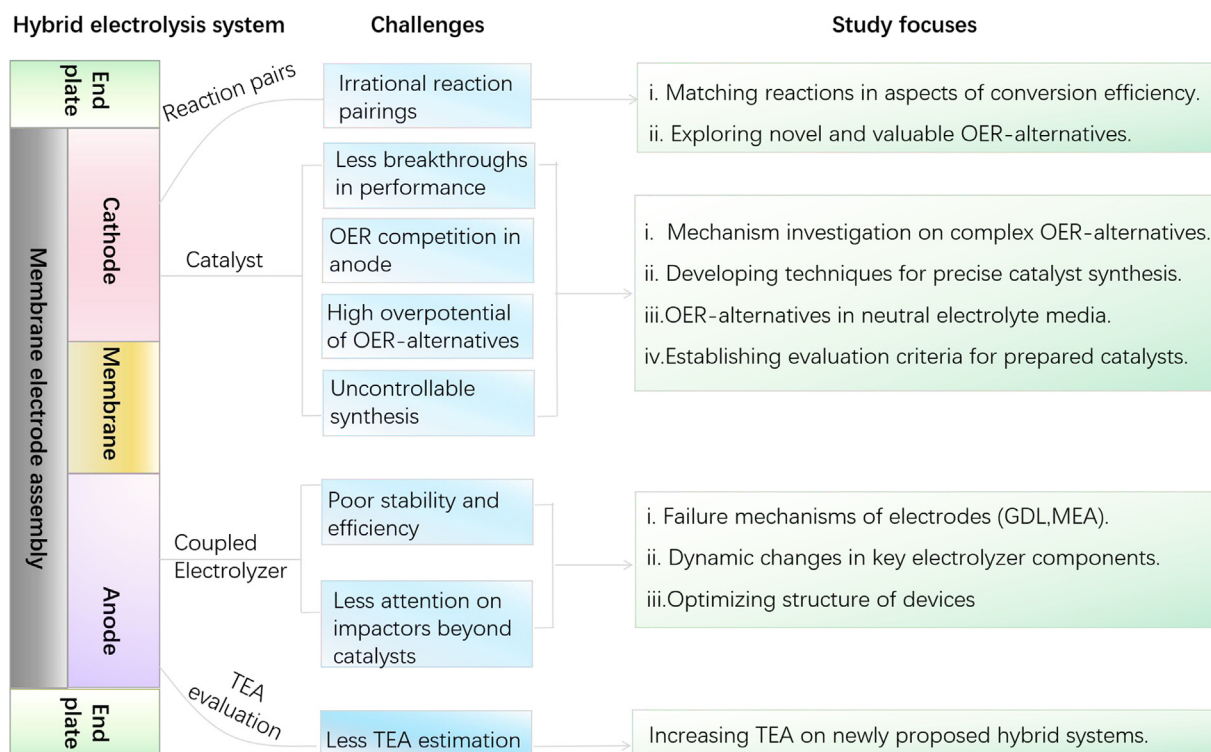 Hybrid electrolysis system
Challenges
Study focuses
End
plate
Membrane electrode assembly
Cathode
Membrane
Anode
End
plate
Reaction pairs
Irrational reaction
pairings
i. Matching reactions in aspects of conversion efficiency.
ii. Exploring novel and valuable OER-alternatives.
Catalyst
Less breakthroughs
in performance
OER competition in
anode
High overpotential
of OER-alternatives
Uncontrollable
synthesis
i. Mechanism investigation on complex OER-alternatives.
ii. Developing techniques for precise catalyst synthesis.
iii.OER-alternatives in neutral electrolyte media.
iv.Establishing evaluation criteria for prepared catalysts.
Coupled
Electrolyzer
Poor stability and
efficiency
Less attention on
impactors beyond
catalysts
i. Failure mechanisms of electrodes (GDL,MEA).
ii. Dynamic changes in key electrolyzer components.
iii.Optimizing structure of devices
TEA
evaluation
Less TEA estimation
Increasing TEA on newly proposed hybrid systems.